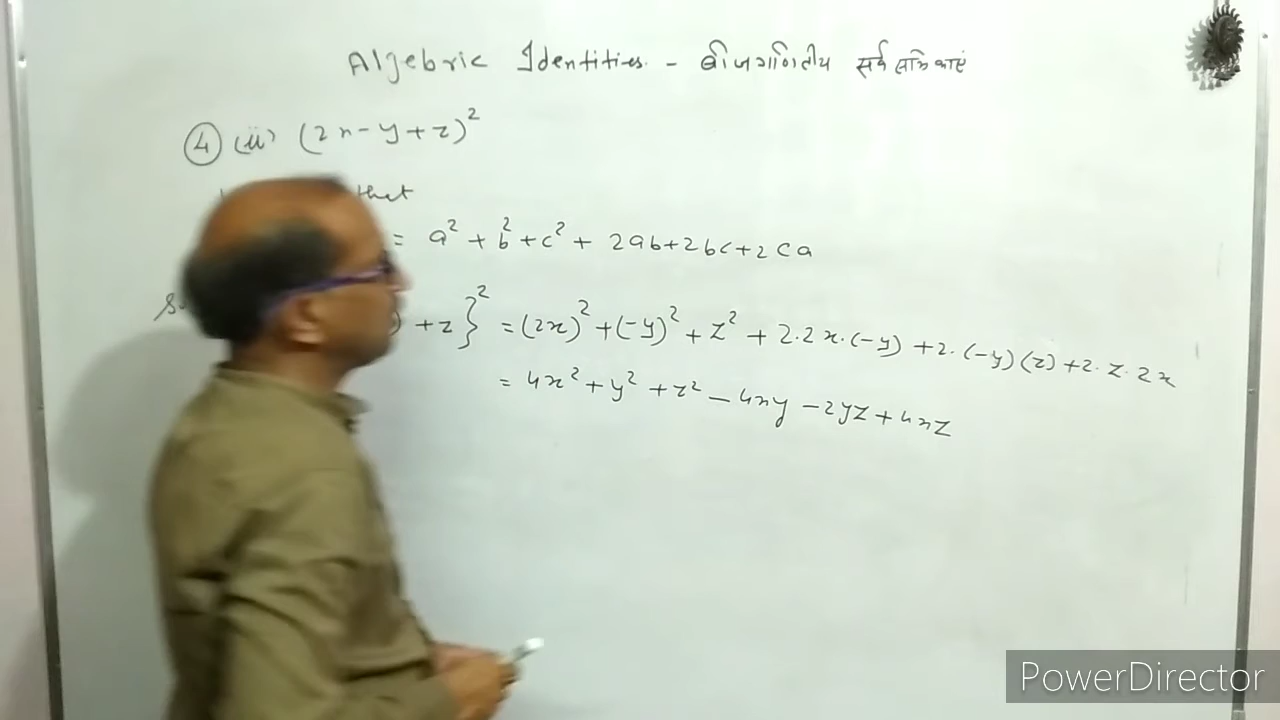 Algebric Identities - बीजगणितीय सर्वसमिकाएं
④ (ii) (2x-y+z)²
that
= a² + b² + c² + 2ab+2bc+2ca
) +z}² = (2x)² +(-y)² + z² + 2.2x.(-y) +2.(-y)(z) +2.z.2x
= 4x² + y² + z² - 4xy - 2yz + 4xz
PowerDirector